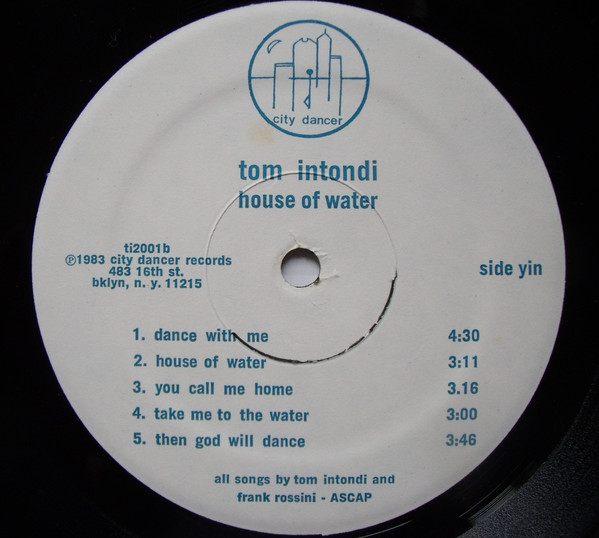 city dancer
tom intondi
house of water
ti2001b
℗1983 city dancer records
483 16th st.
bklyn, n. y. 11215
side yin
1. dance with me 4:30
2. house of water 3:11
3. you call me home 3.16
4. take me to the water 3:00
5. then god will dance 3:46
all songs by tom intondi and
frank rossini - ASCAP